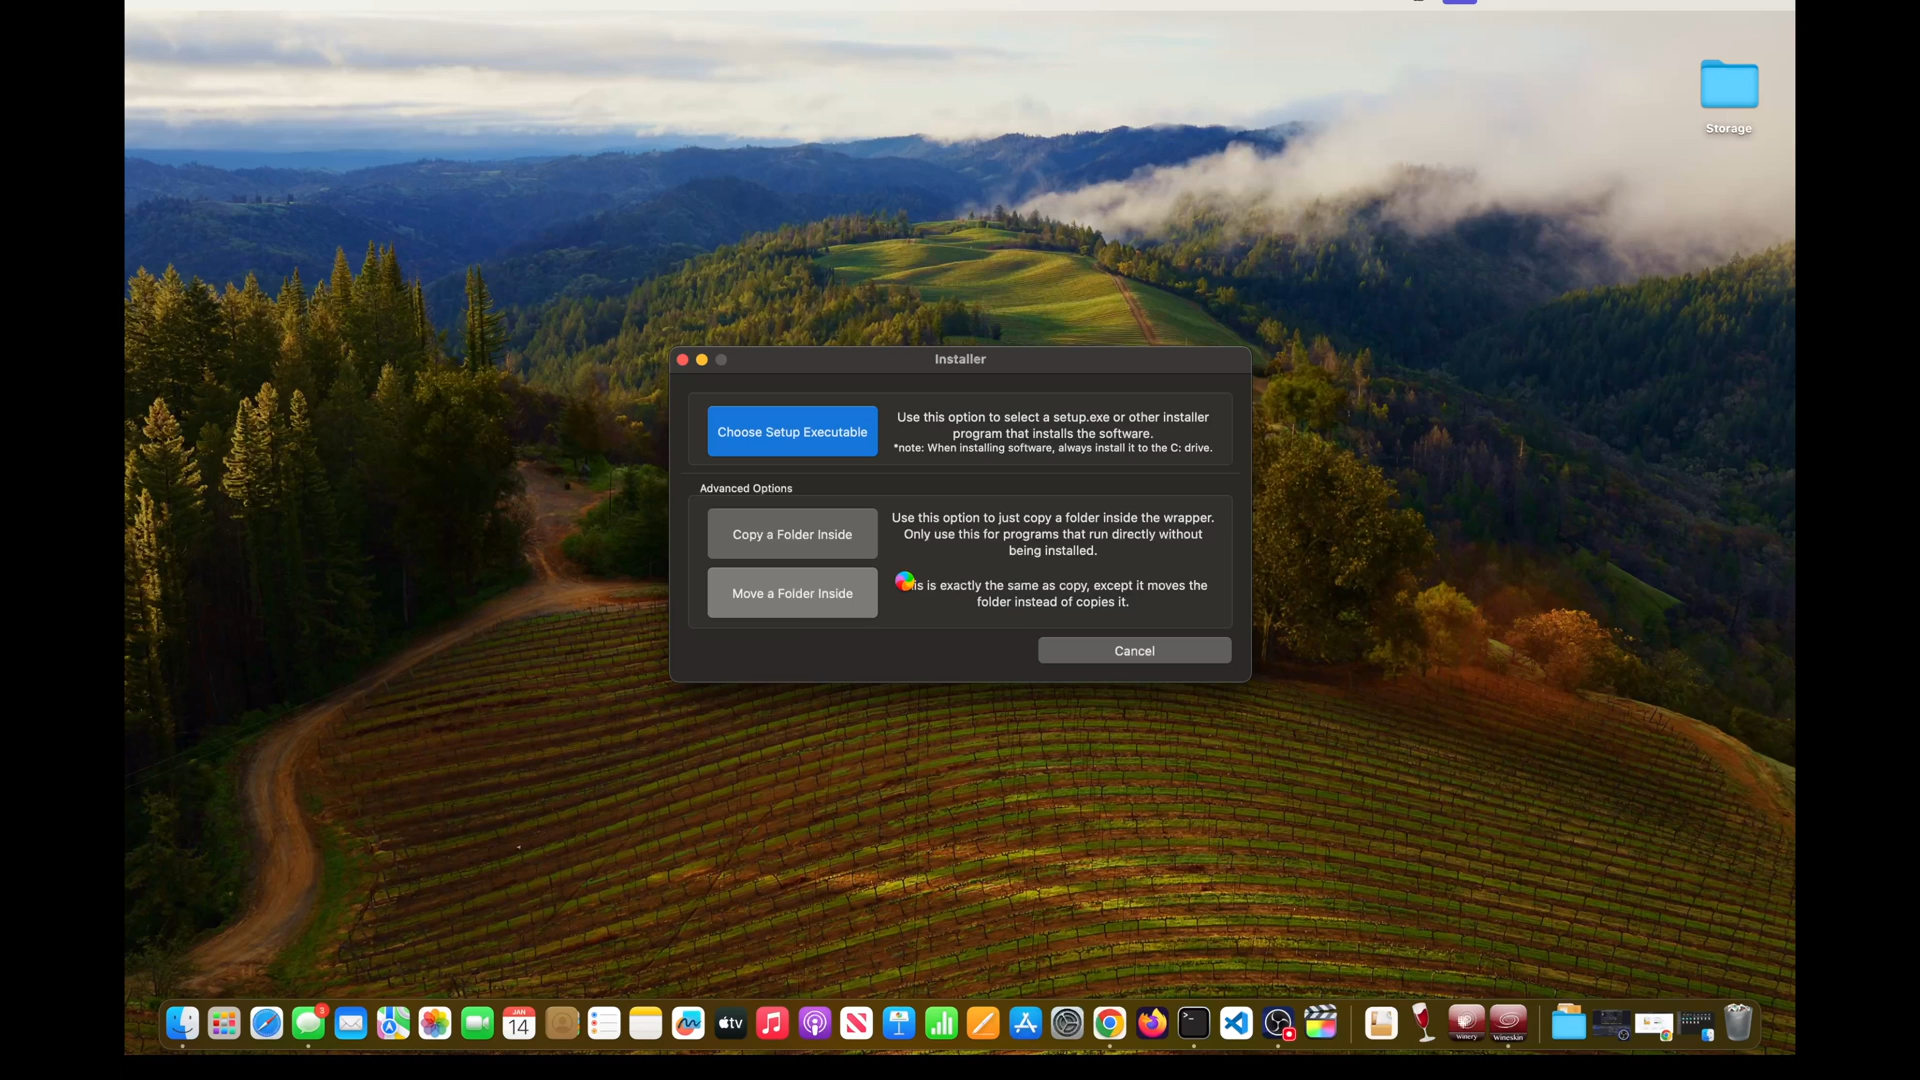 Storage
Installer
Choose Setup Executable
Use this option to select a setup.exe or other installer
program that installs the software.
*note: When installing software, always install it to the C: drive.
Advanced Options
Copy a Folder Inside
Use this option to just copy a folder inside the wrapper.
Only use this for programs that run directly without
being installed.
Move a Folder Inside
is is exactly the same as copy, except it moves the
folder instead of copies it.
Cancel
3
JAN
14
tv
winery
Wineskin